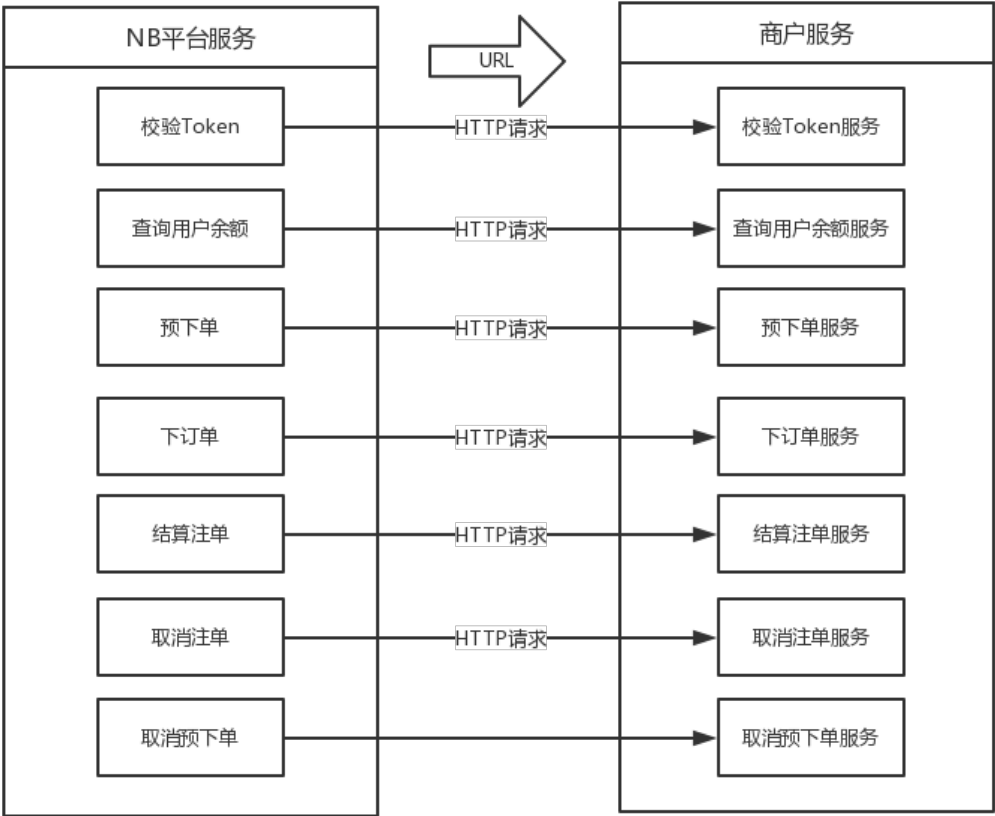 NB平台服务
URL
商户服务
校验Token
HTTP请求
校验Token服务
查询用户余额
HTTP请求
查询用户余额服务
预下单
HTTP请求
预下单服务
下订单
HTTP请求
下订单服务
结算注单
HTTP请求
结算注单服务
取消注单
HTTP请求
取消注单服务
取消预下单
取消预下单服务